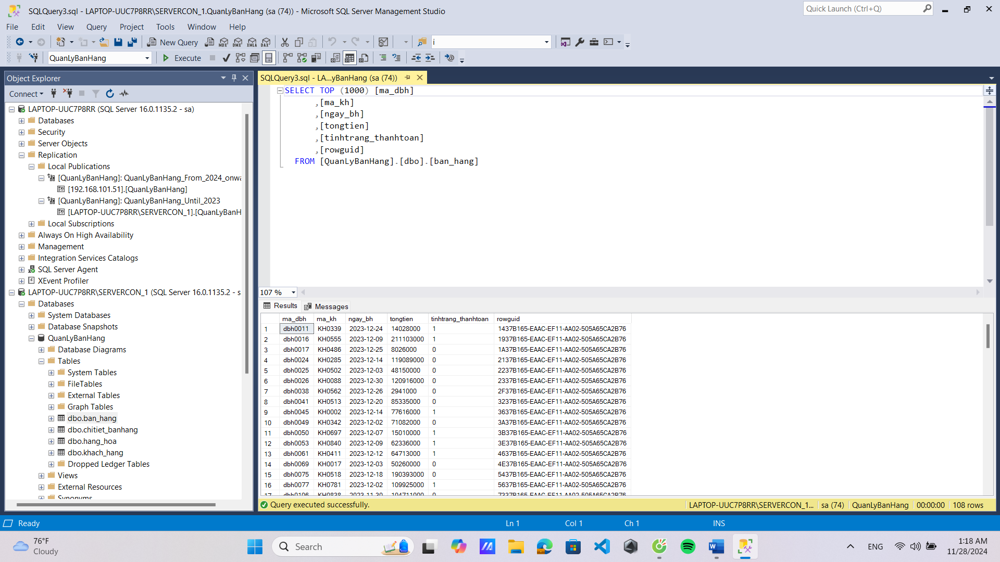 SQLQuery3.sql - LAPTOP-UUC7P8RR\SERVERCON_1.QuanLyBanHang (sa (74)) - Microsoft SQL Server Management Studio
Quick Launch (Ctrl+Q)
File Edit View Query Project Tools Window Help
New Query MDX DMX XMLA DAX i
QuanLyBanHang Execute
Object Explorer
Connect
LAPTOP-UUC7P8RR (SQL Server 16.0.1135.2 - sa)
Databases
Security
Server Objects
Replication
Local Publications
[QuanLyBanHang]: QuanLyBanHang_From_2024_onwa
[192.168.101.51].[QuanLyBanHang]
[QuanLyBanHang]: QuanLyBanHang_Until_2023
[LAPTOP-UUC7P8RR\SERVERCON_1].[QuanLyBanH
Local Subscriptions
Always On High Availability
Management
Integration Services Catalogs
SQL Server Agent
XEvent Profiler
LAPTOP-UUC7P8RR\SERVERCON_1 (SQL Server 16.0.1135.2 - s
Databases
System Databases
Database Snapshots
QuanLyBanHang
Database Diagrams
Tables
System Tables
FileTables
External Tables
Graph Tables
dbo.ban_hang
dbo.chitiet_banhang
dbo.hang_hoa
dbo.khach_hang
Dropped Ledger Tables
Views
External Resources
Synonyms
SQLQuery3.sql - LA...yBanHang (sa (74))
SELECT TOP (1000) [ma_dbh]
,[ma_kh]
,[ngay_bh]
,[tongtien]
,[tinhtrang_thanhtoan]
,[rowguid]
FROM [QuanLyBanHang].[dbo].[ban_hang]
107 %
Results Messages
ma_dbh ma_kh ngay_bh tongtien tinhtrang_thanhtoan rowguid
1 dbh0011 KH0339 2023-12-24 14028000 1 1437B165-EAAC-EF11-AA02-505A65CA2B76
2 dbh0016 KH0555 2023-12-09 211103000 1 1937B165-EAAC-EF11-AA02-505A65CA2B76
3 dbh0017 KH0486 2023-12-25 8026000 0 1A37B165-EAAC-EF11-AA02-505A65CA2B76
4 dbh0024 KH0285 2023-12-14 119089000 0 2137B165-EAAC-EF11-AA02-505A65CA2B76
5 dbh0025 KH0502 2023-12-03 48150000 0 2237B165-EAAC-EF11-AA02-505A65CA2B76
6 dbh0026 KH0088 2023-12-30 120916000 0 2337B165-EAAC-EF11-AA02-505A65CA2B76
7 dbh0038 KH0562 2023-12-26 2941000 0 2F37B165-EAAC-EF11-AA02-505A65CA2B76
8 dbh0041 KH0513 2023-12-20 85335000 0 3237B165-EAAC-EF11-AA02-505A65CA2B76
9 dbh0045 KH0002 2023-12-14 77616000 1 3637B165-EAAC-EF11-AA02-505A65CA2B76
10 dbh0049 KH0342 2023-12-02 71082000 0 3A37B165-EAAC-EF11-AA02-505A65CA2B76
11 dbh0050 KH0697 2023-12-07 15010000 1 3B37B165-EAAC-EF11-AA02-505A65CA2B76
12 dbh0053 KH0840 2023-12-09 62336000 1 3E37B165-EAAC-EF11-AA02-505A65CA2B76
13 dbh0061 KH0411 2023-12-12 64713000 1 4637B165-EAAC-EF11-AA02-505A65CA2B76
14 dbh0069 KH0017 2023-12-03 50260000 0 4E37B165-EAAC-EF11-AA02-505A65CA2B76
15 dbh0075 KH0518 2023-12-18 190393000 0 5437B165-EAAC-EF11-AA02-505A65CA2B76
16 dbh0077 KH0781 2023-12-02 109925000 1 5637B165-EAAC-EF11-AA02-505A65CA2B76
17 dbh0106 KH0838 2023-11-30 104711000 0 7337B165-EAAC-EF11-AA02-505A65CA2B76
Query executed successfully. LAPTOP-UUC7P8RR\SERVERCON_1... sa (74) QuanLyBanHang 00:00:00 108 rows
Ready Ln 1 Col 1 Ch 1 INS
76°F
Cloudy
Search
ENG
1:18 AM
11/28/2024